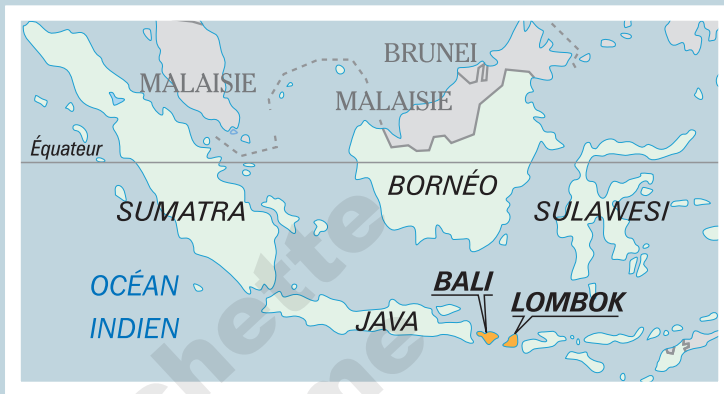 BRUNEI
MALAISIE
MALAISIE
Équateur
BORNÉO
SUMATRA
SULAWESI
OCÉAN
INDIEN
BALI
LOMBOK
JAVA